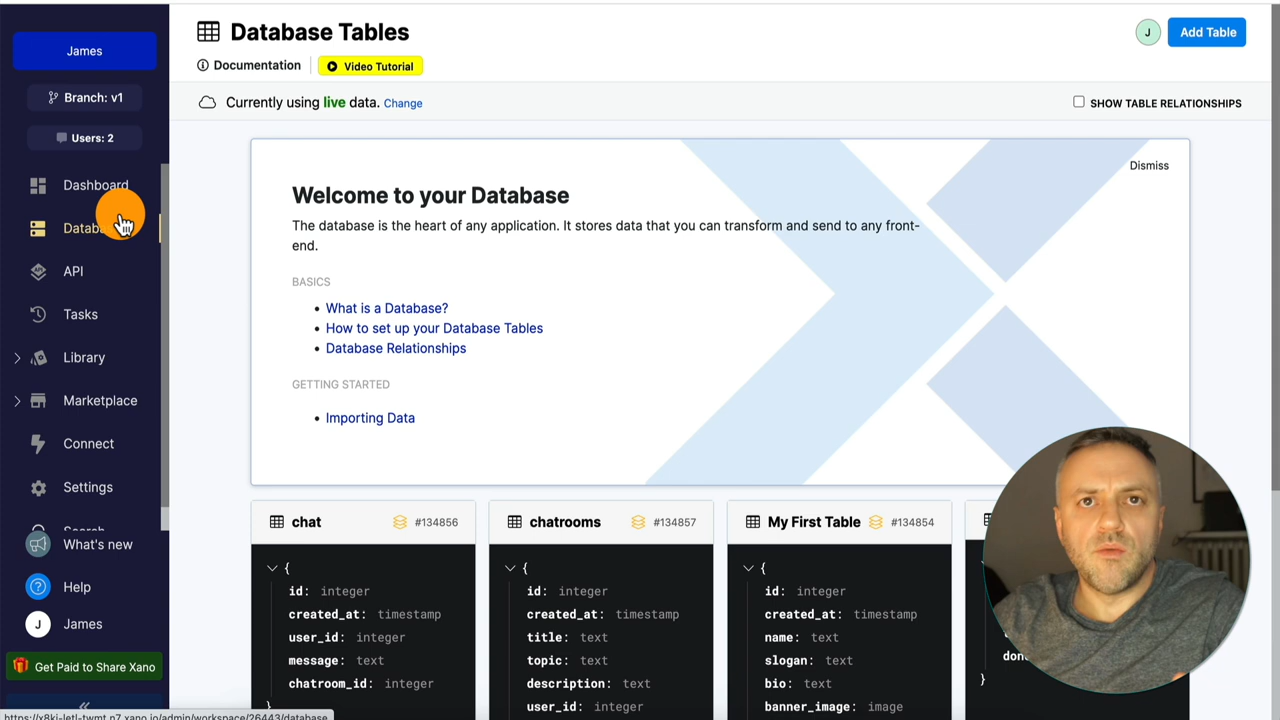 James
Branch: v1
Users: 2
Dashboard
API
Tasks
Library
Marketplace
Connect
Settings
Search
What's new
Help
J
James
Get Paid to Share Xano
Database Tables
J
Add Table
Documentation
Video Tutorial
Currently using live data. Change
SHOW TABLE RELATIONSHIPS
Dismiss
Welcome to your Database
The database is the heart of any application. It stores data that you can transform and send to any front-
end.
BASICS
• What is a Database?
• How to set up your Database Tables
• Database Relationships
GETTING STARTED
• Importing Data
chat #134856
{
id: integer
created_at: timestamp
user_id: integer
message: text
chatroom_id: integer
}
chatrooms #134857
{
id: integer
created_at: timestamp
title: text
topic: text
description: text
user_id: integer
My First Table #134854
{
id: integer
created_at: timestamp
name: text
slogan: text
bio: text
banner_image: image
}